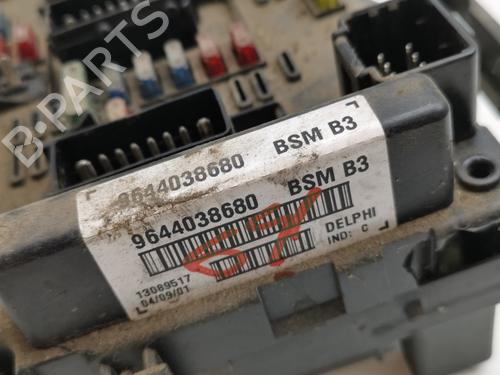 9644038680 BSM B3
9644038680 BSM B3
DELPHI
IND: C
13089517
04/09/01
B-PARTS